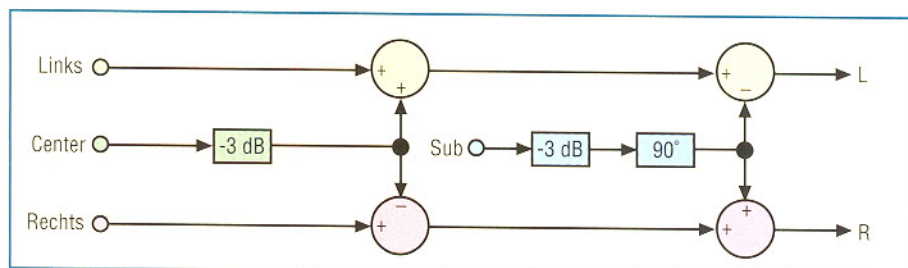 Links + + + − L
Center -3 dB Sub -3 dB 90°
Rechts + − + + R